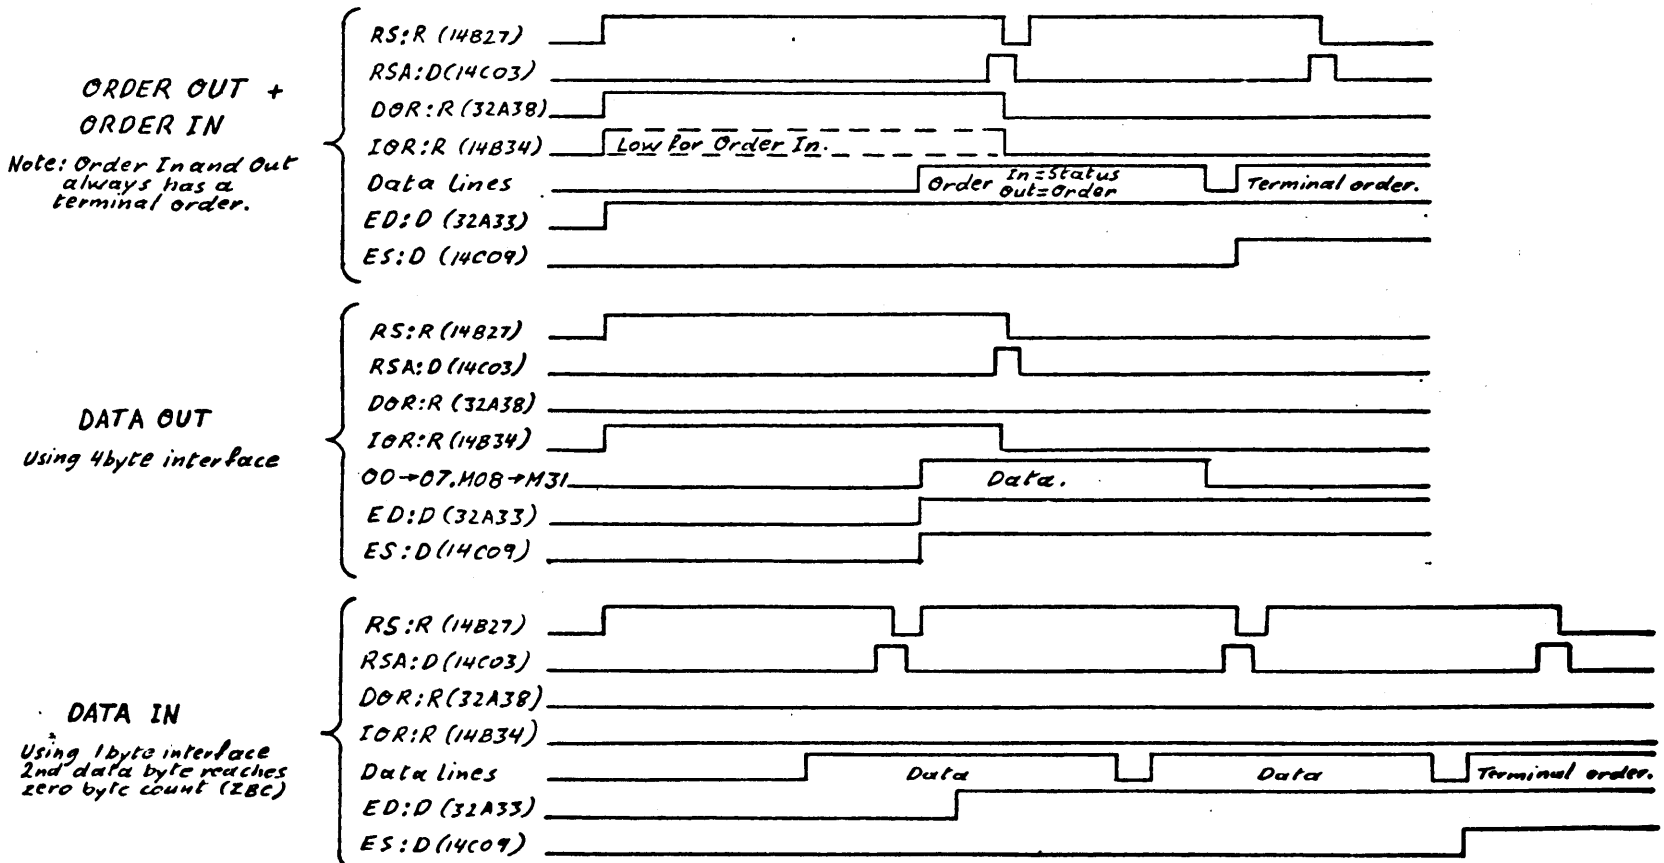 ORDER OUT +
ORDER IN
Note: Order In and Out
always has a
terminal order.
RS:R (14B27)
RSA:D(14C03)
DOR:R (32A38)
IOR:R (14B34)
Low for Order In.
Data lines
Order In=Status
Out=Order
Terminal order.
ED:D (32A33)
ES:D (14C09)
DATA OUT
Using 4byte interface
RS:R (14B27)
RSA:D (14C03)
DOR:R (32A38)
IOR:R (14B34)
00→07.M08→M31
Data.
ED:D (32A33)
ES:D (14C09)
DATA IN
Using 1byte interface
2nd data byte reaches
zero byte count (ZBC)
RS:R (14B27)
RSA:D(14C03)
DOR:R(32A38)
IOR:R (14B34)
Data lines
Data
Data
Terminal order.
ED:D (32A33)
ES:D (14C09)